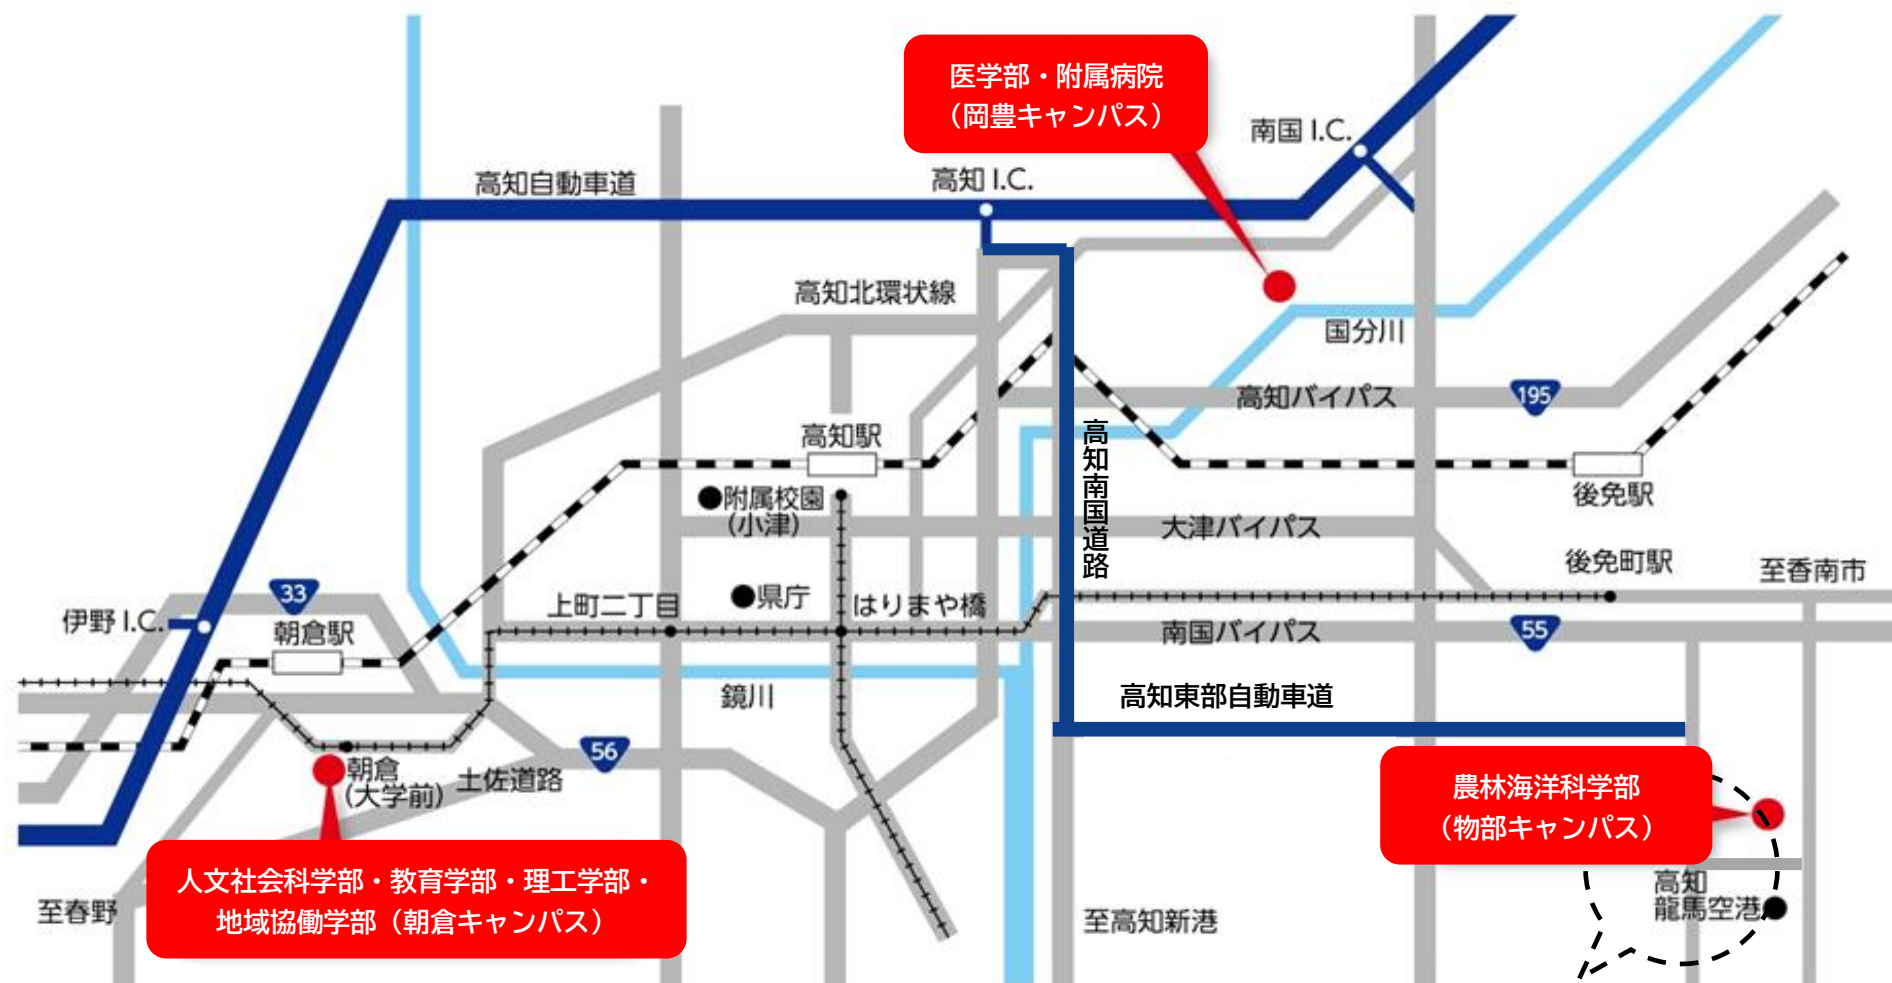 医学部・附属病院
（岡豊キャンパス）
南国 I.C.
高知自動車道
高知 I.C.
高知北環状線
国分川
高知バイパス
195
高知駅
高知南国道路
附属校園
(小津)
後免駅
大津バイパス
後免町駅
至香南市
33
伊野 I.C.
朝倉駅
上町二丁目
県庁
はりまや橋
南国バイパス
55
鏡川
高知東部自動車道
56
朝倉
(大学前)
土佐道路
農林海洋科学部
（物部キャンパス）
人文社会科学部・教育学部・理工学部・
地域協働学部（朝倉キャンパス）
至春野
至高知新港
高知
龍馬空港